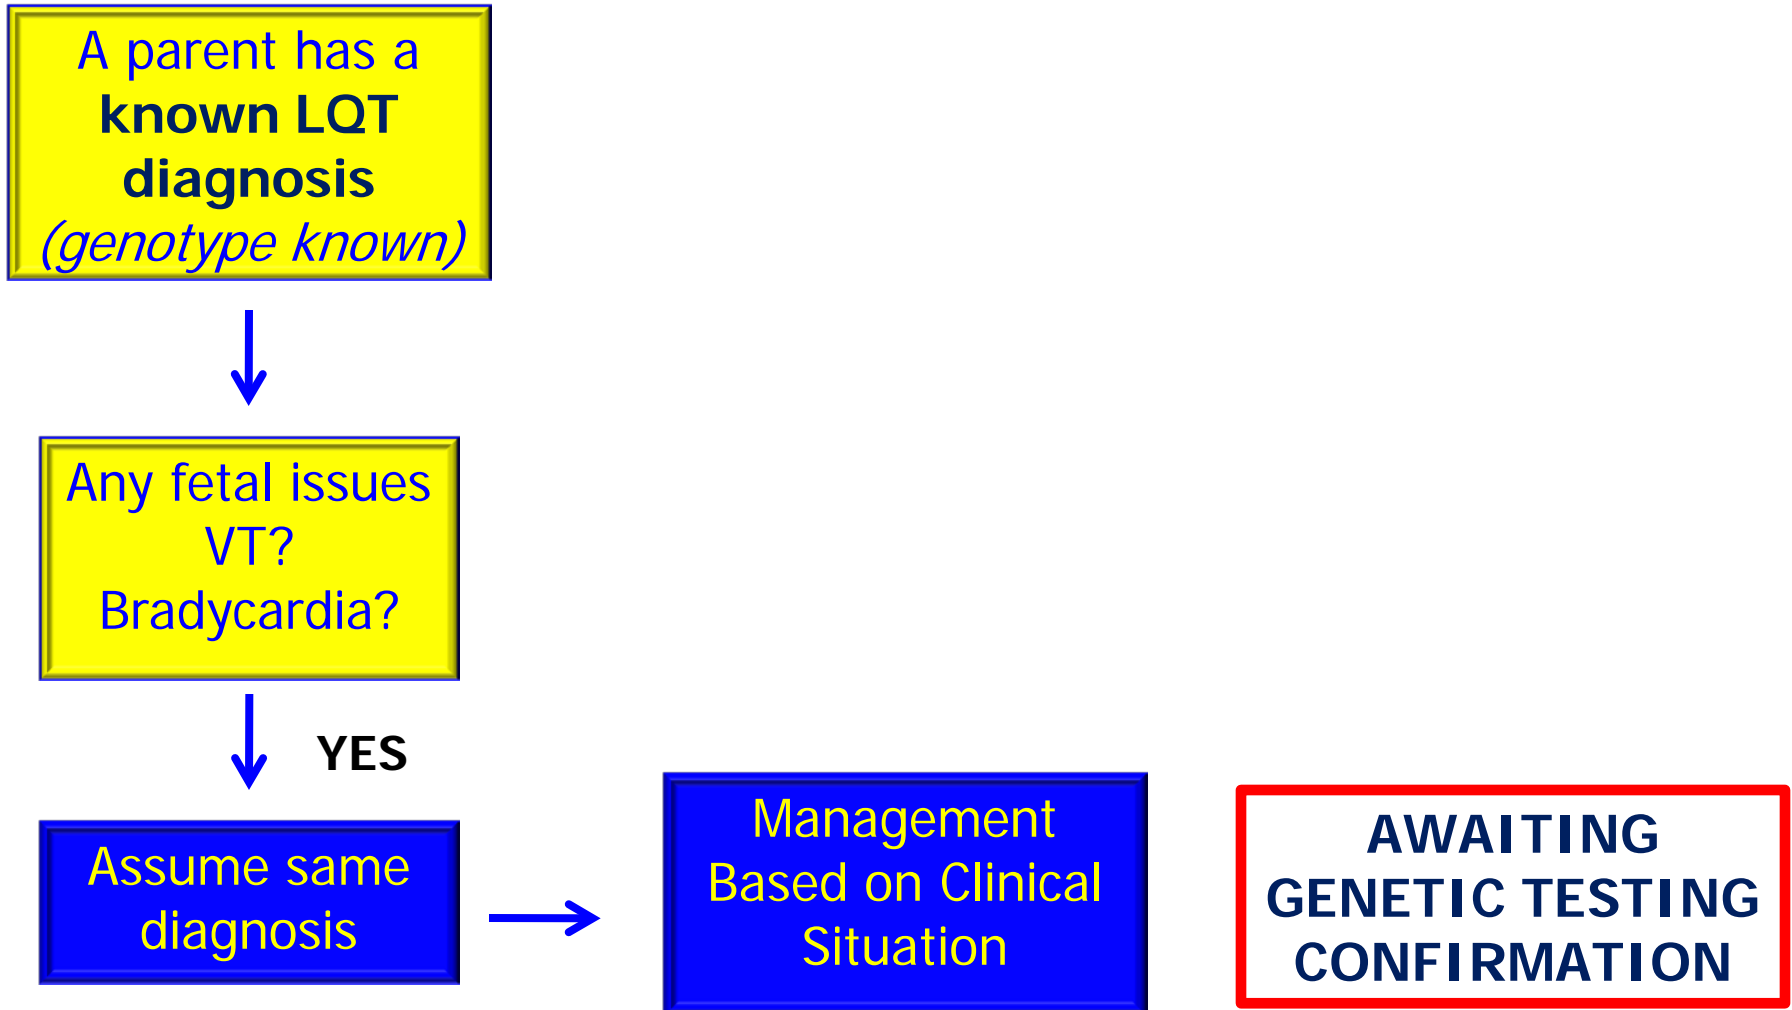 A parent has a
known LQT
diagnosis
(genotype known)
Any fetal issues
VT?
Bradycardia?
YES
Assume same
diagnosis
Management
Based on Clinical
Situation
AWAITING
GENETIC TESTING
CONFIRMATION